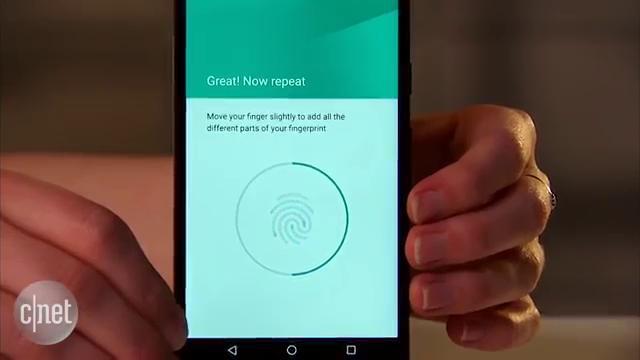 Great! Now repeat
Move your finger slightly to add all the
different parts of your fingerprint
c|net